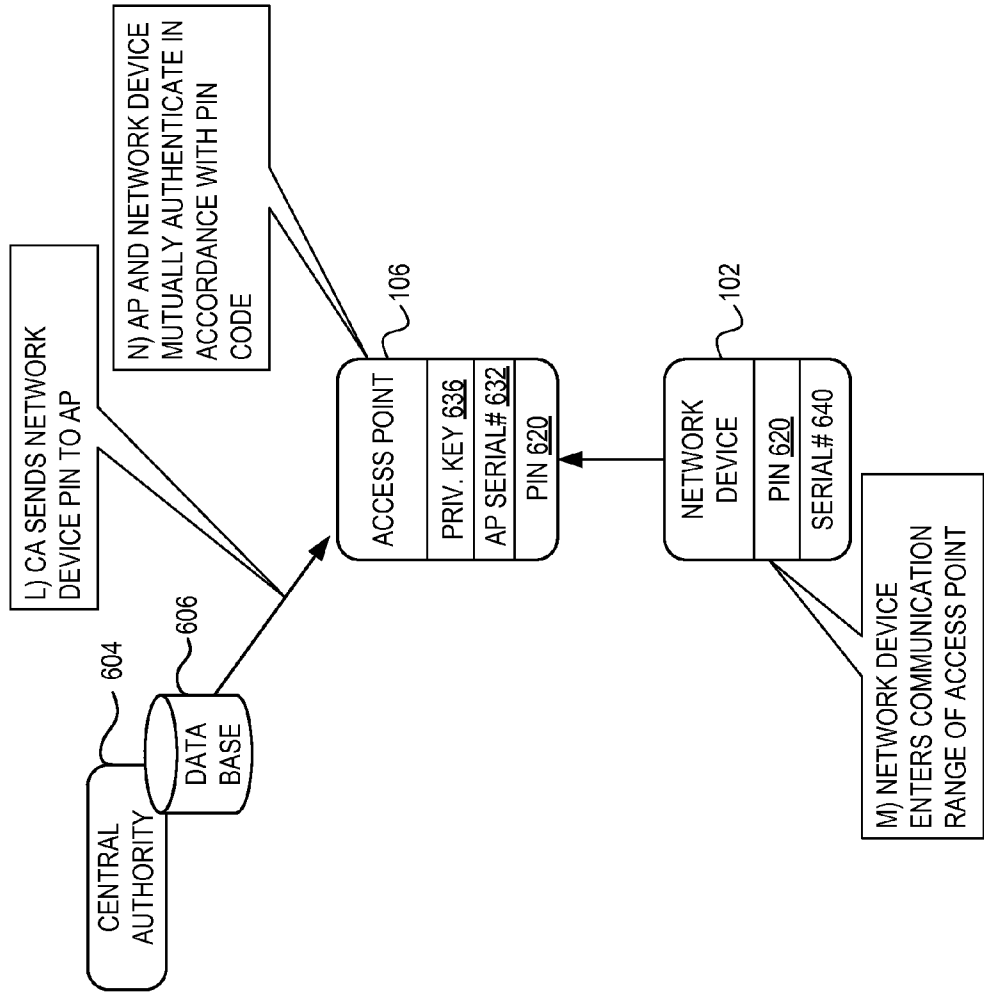 CENTRAL
AUTHORITY
604
DATA
BASE
606
L) CA SENDS NETWORK
DEVICE PIN TO AP
N) AP AND NETWORK DEVICE
MUTUALLY AUTHENTICATE IN
ACCORDANCE WITH PIN
CODE
ACCESS POINT
PRIV. KEY 636
AP SERIAL# 632
PIN 620
106
NETWORK
DEVICE
PIN 620
SERIAL# 640
102
M) NETWORK DEVICE
ENTERS COMMUNICATION
RANGE OF ACCESS POINT